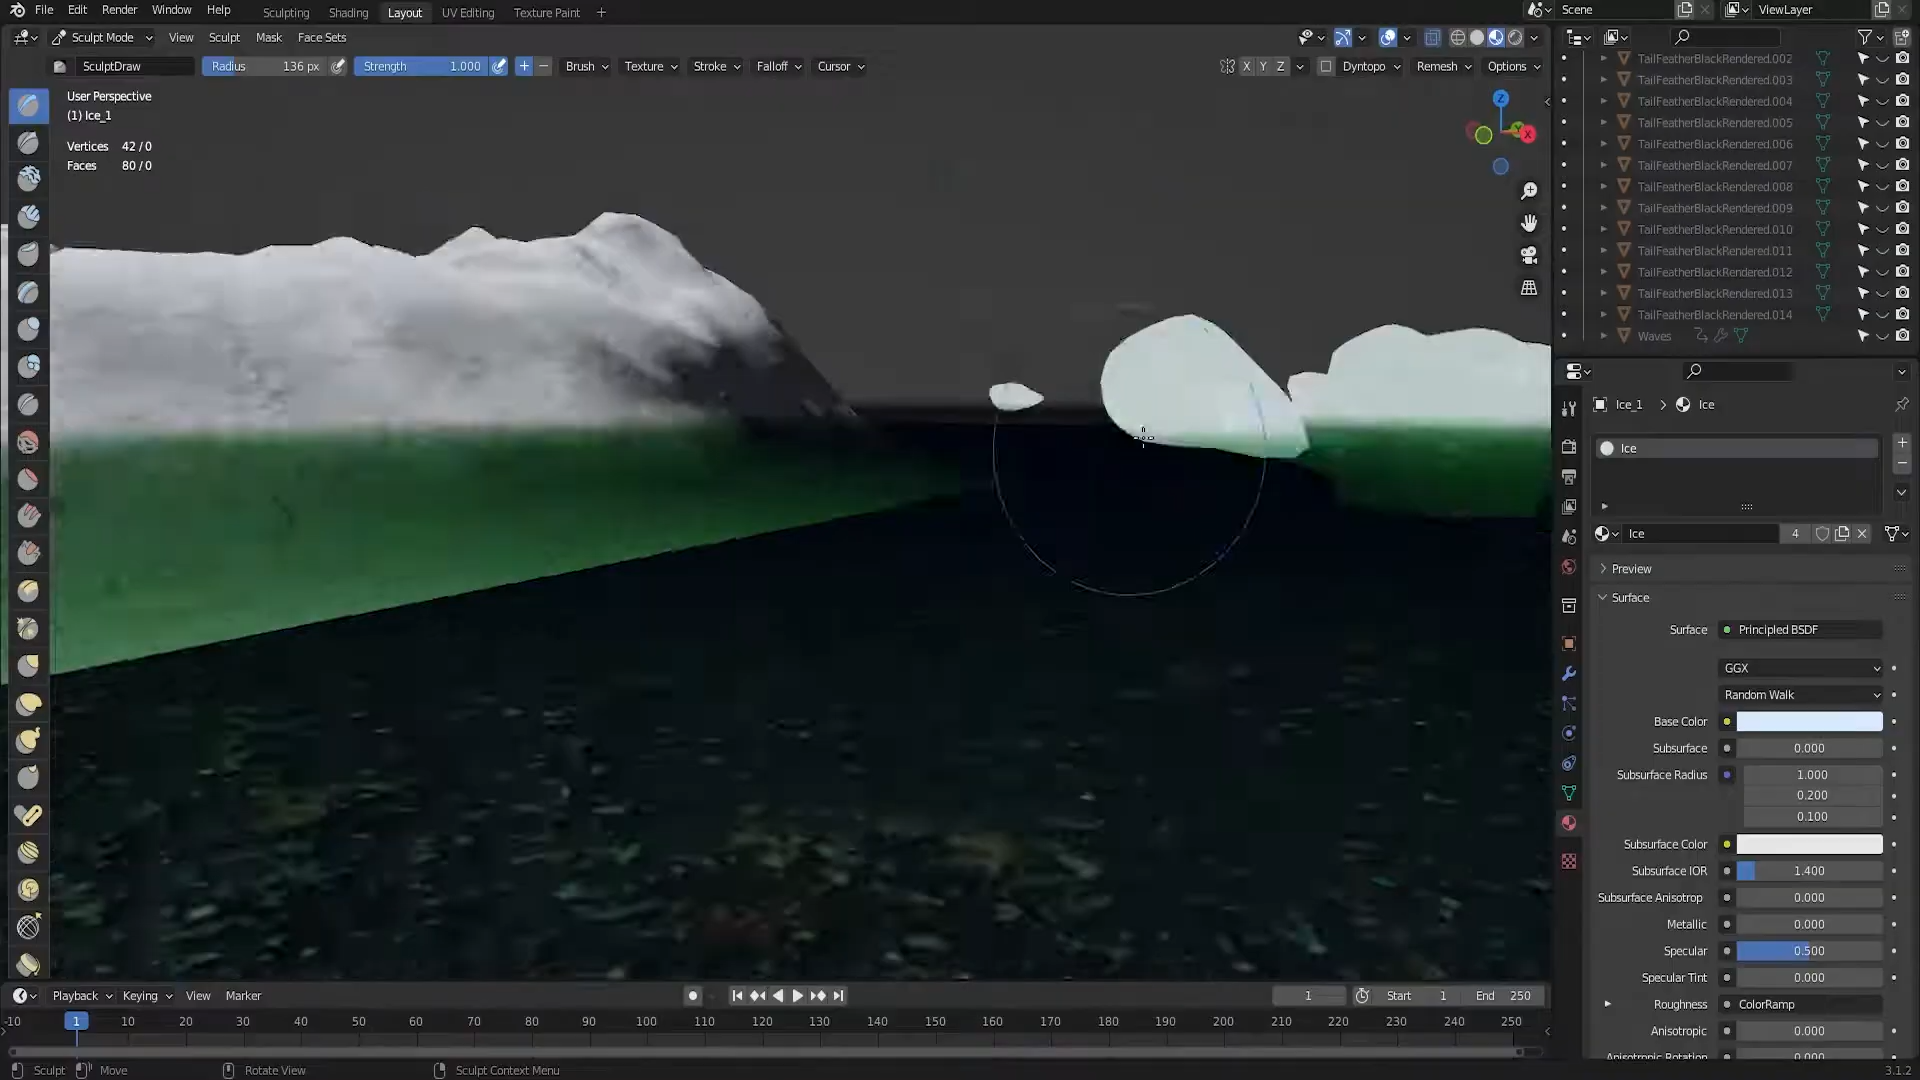 File Edit Render Window Help Sculpting Shading Layout UV Editing Texture Paint + Scene ViewLayer
Sculpt Mode View Sculpt Mask Face Sets
SculptDraw Radius 136 px Strength 1.000 Brush Texture Stroke Falloff Cursor X Y Z Dyntopo Remesh Options
User Perspective
(1) Ice_1
Vertices 42 / 0
Faces 80 / 0
Z
Y
X
TailFeatherBlackRendered.002
TailFeatherBlackRendered.003
TailFeatherBlackRendered.004
TailFeatherBlackRendered.005
TailFeatherBlackRendered.006
TailFeatherBlackRendered.007
TailFeatherBlackRendered.008
TailFeatherBlackRendered.009
TailFeatherBlackRendered.010
TailFeatherBlackRendered.011
TailFeatherBlackRendered.012
TailFeatherBlackRendered.013
TailFeatherBlackRendered.014
Waves
Ice_1 Ice
Ice
Ice 4
Preview
Surface
Surface Principled BSDF
GGX
Random Walk
Base Color
Subsurface 0.000
Subsurface Radius 1.000
0.200
0.100
Subsurface Color
Subsurface IOR 1.400
Subsurface Anisotrop 0.000
Metallic 0.000
Specular 0.500
Specular Tint 0.000
Roughness ColorRamp
Anisotropic 0.000
Anisotropic Rotation 0.000
Playback Keying View Marker 1 Start 1 End 250
-10 1 10 20 30 40 50 60 70 80 90 100 110 120 130 140 150 160 170 180 190 200 210 220 230 240 250
Sculpt Move Rotate View Sculpt Context Menu 3.1.2